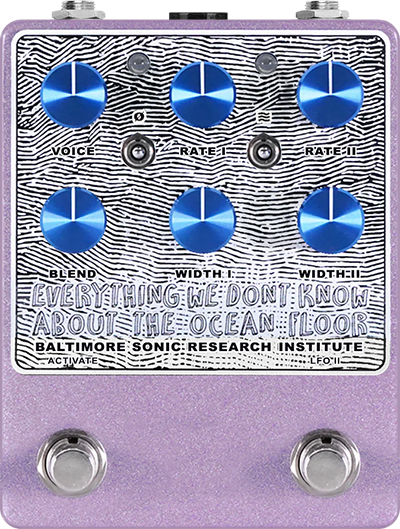 Ø ≋
VOICE RATE I RATE II
BLEND WIDTH I WIDTH II
EVERYTHING WE DONT KNOW
ABOUT THE OCEAN FLOOR
BALTIMORE SONIC RESEARCH INSTITUTE
ACTIVATE LFO II